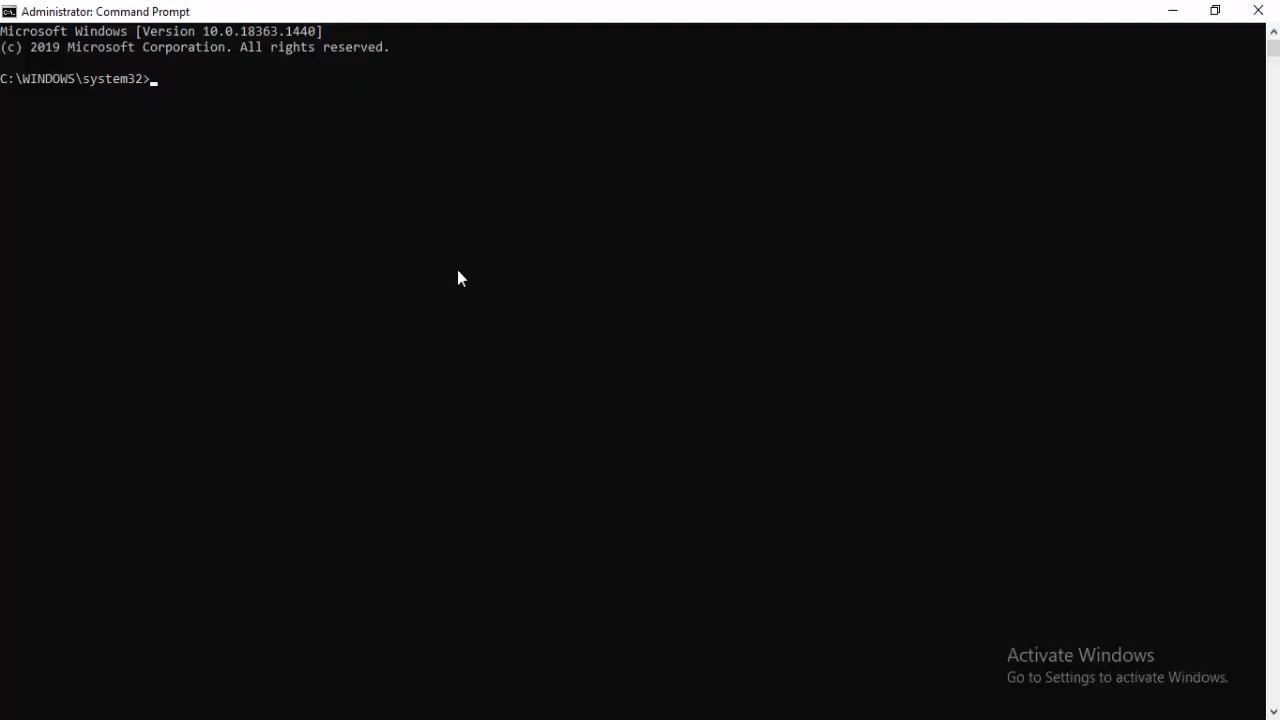 Administrator: Command Prompt
Microsoft Windows [Version 10.0.18363.1440]
(c) 2019 Microsoft Corporation. All rights reserved.
C:\WINDOWS\system32>
Activate Windows
Go to Settings to activate Windows.